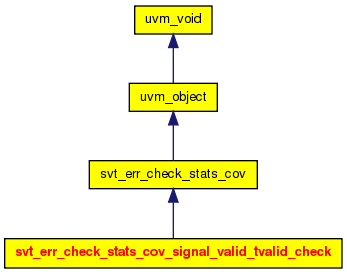 uvm_void
uvm_object
svt_err_check_stats_cov
svt_err_check_stats_cov_signal_valid_tvalid_check